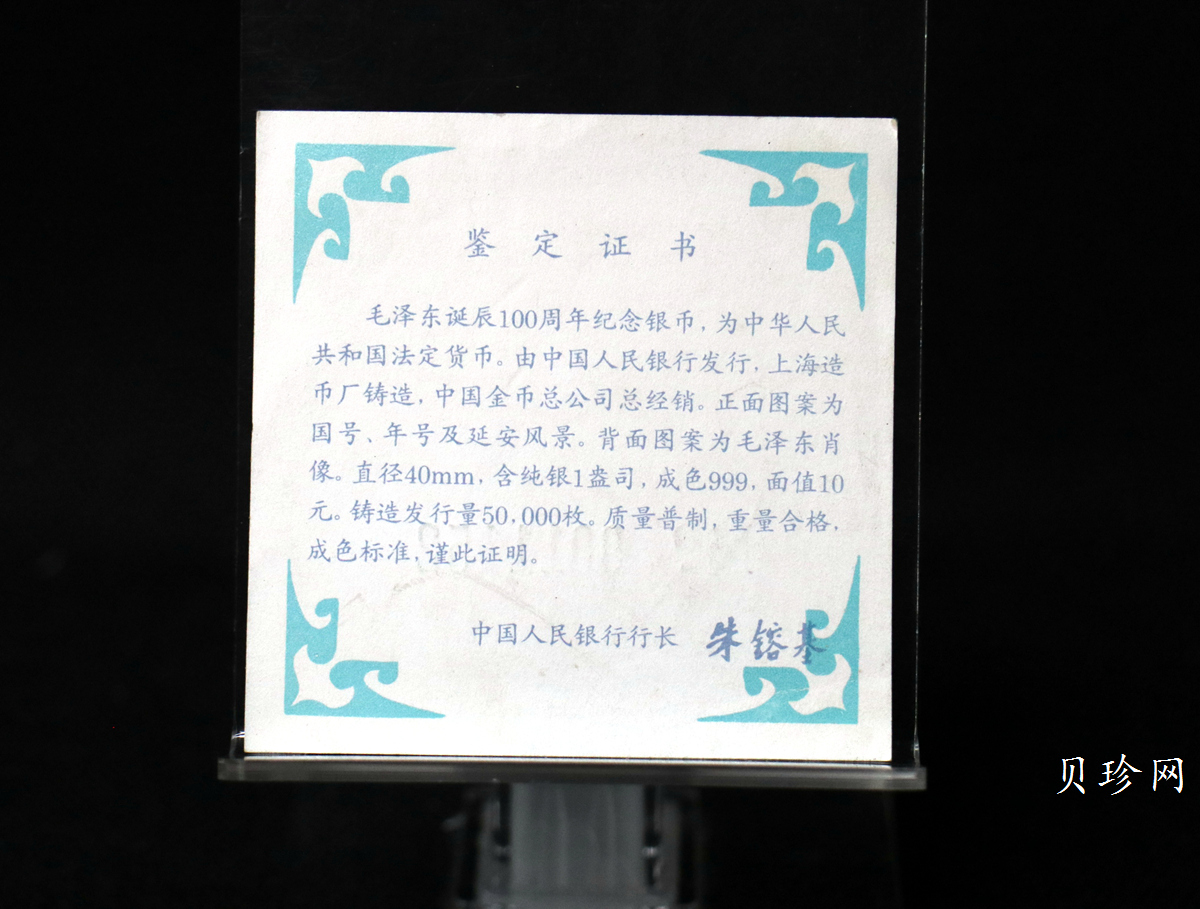 鉴定证书
毛泽东诞辰100周年纪念银币,为中华人民
共和国法定货币。由中国人民银行发行,上海造
币厂铸造,中国金币总公司总经销。正面图案为
国号、年号及延安风景。背面图案为毛泽东肖
像。直径40mm,含纯银1盎司,成色999,面值10
元。铸造发行量50,000枚。质量普制,重量合格,
成色标准,谨此证明。
中国人民银行行长 朱镕基
贝珍网